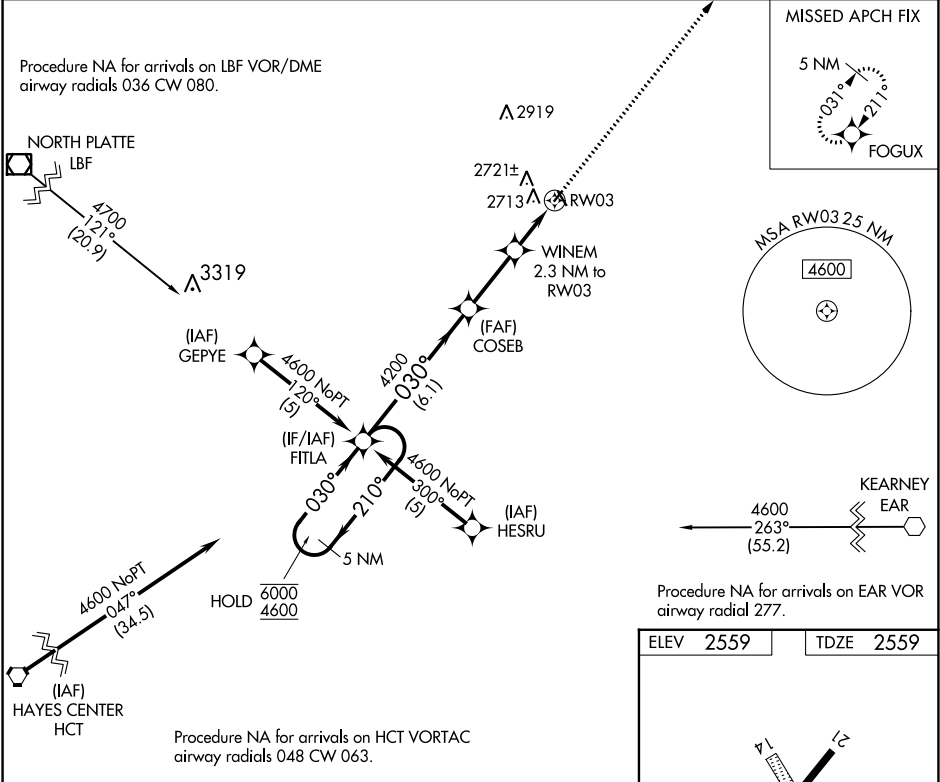 Procedure NA for arrivals on LBF VOR/DME
airway radials 036 CW 080.
MISSED APCH FIX
5 NM
031°
211°
FOGUX
NORTH PLATTE
LBF
4700
121°
(20.9)
3319
2919
2721±
2713
RW03
WINEM
2.3 NM to
RW03
(FAF)
COSEB
MSA RW03 25 NM
4600
(IAF)
GEPYE
4600 NoPT
120°
(5)
4200
030°
(6.1)
(IF/IAF)
FITLA
4600 NoPT
300°
(5)
(IAF)
HESRU
030°
210°
5 NM
HOLD
6000
4600
KEARNEY
EAR
4600
263°
(55.2)
Procedure NA for arrivals on EAR VOR
airway radial 277.
4600 NoPT
047°
(34.5)
(IAF)
HAYES CENTER
HCT
Procedure NA for arrivals on HCT VORTAC
airway radials 048 CW 063.
ELEV 2559
TDZE 2559
14
21